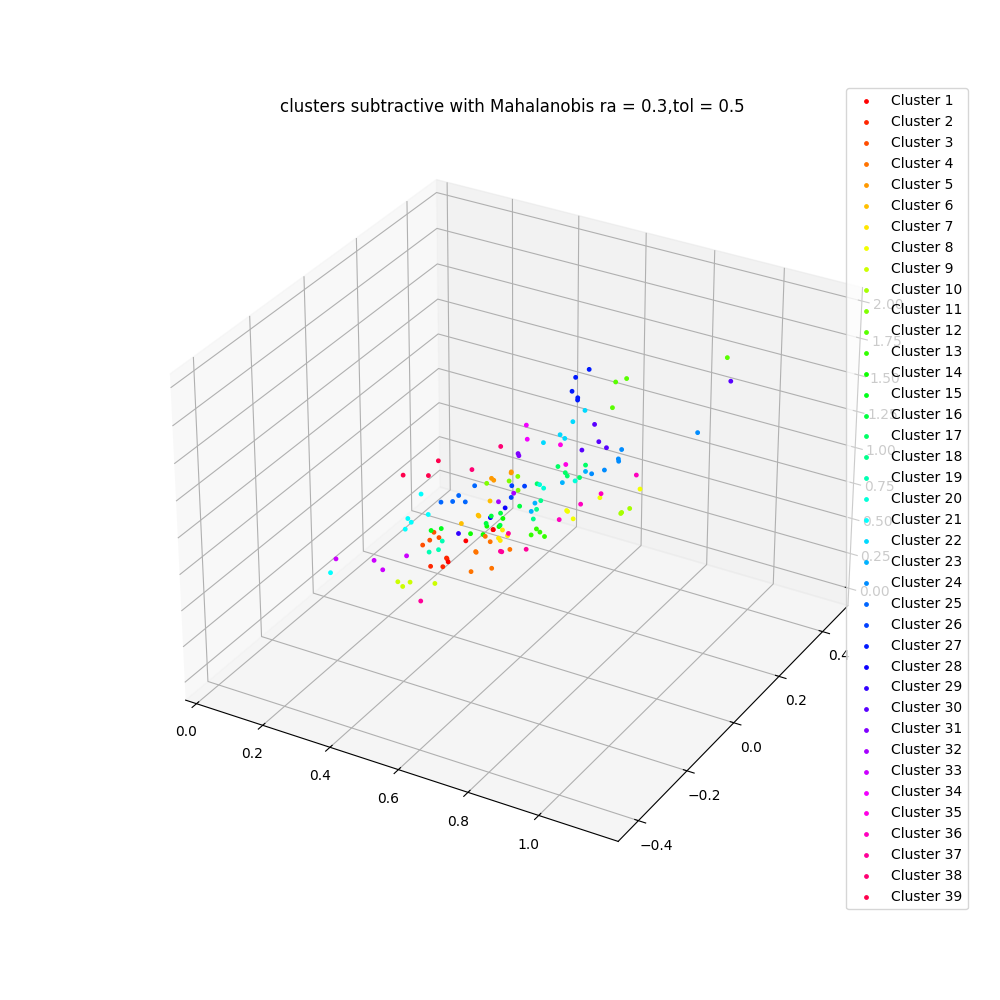 clusters subtractive with Mahalanobis ra = 0.3,tol = 0.5
Cluster 1
Cluster 2
Cluster 3
Cluster 4
Cluster 5
Cluster 6
Cluster 7
Cluster 8
Cluster 9
Cluster 10
Cluster 11
Cluster 12
Cluster 13
Cluster 14
Cluster 15
Cluster 16
Cluster 17
Cluster 18
Cluster 19
Cluster 20
Cluster 21
Cluster 22
Cluster 23
Cluster 24
Cluster 25
Cluster 26
Cluster 27
Cluster 28
Cluster 29
Cluster 30
Cluster 31
Cluster 32
Cluster 33
Cluster 34
Cluster 35
Cluster 36
Cluster 37
Cluster 38
Cluster 39
2.00
1.75
1.50
1.25
1.00
0.75
0.50
0.25
0.00
0.4
0.2
0.0
−0.2
−0.4
0.0
0.2
0.4
0.6
0.8
1.0